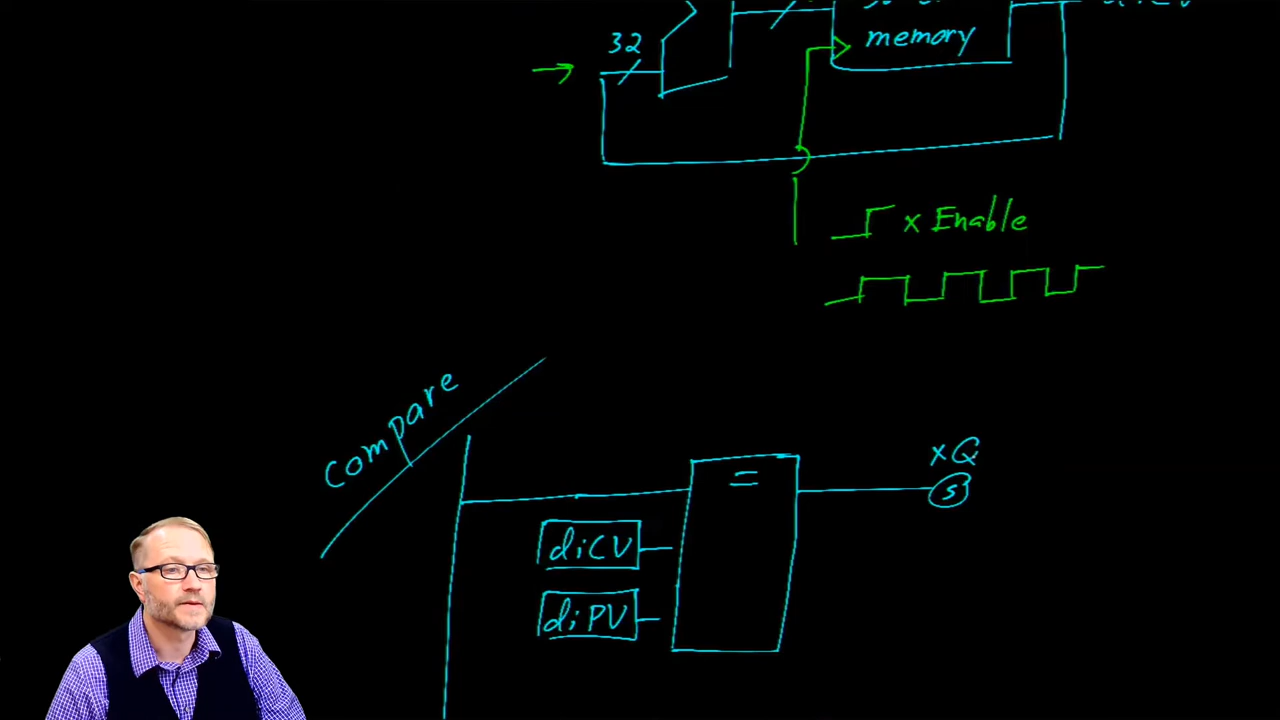 32
memory
x Enable
compare
=
xQ
S
diCV
diPV